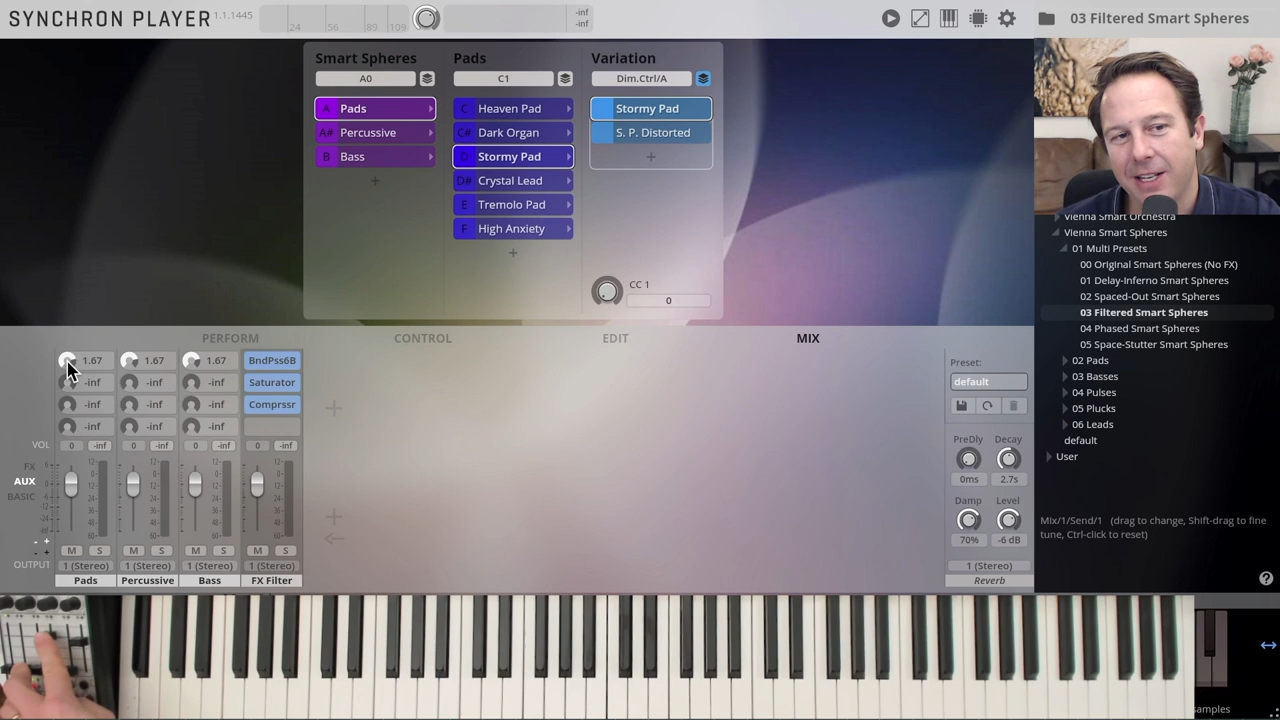 SYNCHRON PLAYER 1.1.1445
24 56 89 109
-inf
-inf
03 Filtered Smart Spheres
Smart Spheres Pads Variation
A0 C1 Dim.Ctrl/A
A Pads C Heaven Pad Stormy Pad
A# Percussive C# Dark Organ S. P. Distorted
B Bass D Stormy Pad
D# Crystal Lead
E Tremolo Pad
F High Anxiety
CC 1
0
Vienna Smart Orchestra
Vienna Smart Spheres
01 Multi Presets
00 Original Smart Spheres (No FX)
01 Delay-Inferno Smart Spheres
02 Spaced-Out Smart Spheres
03 Filtered Smart Spheres
04 Phased Smart Spheres
05 Space-Stutter Smart Spheres
02 Pads
03 Basses
04 Pulses
05 Plucks
06 Leads
default
User
PERFORM CONTROL EDIT MIX
1.67 1.67 1.67 BndPss6B
-inf -inf -inf Saturator
-inf -inf -inf Comprssr
-inf -inf -inf
VOL 0 -inf 0 -inf 0 -inf 0 -inf
FX
AUX
BASIC
M S M S M S M S
OUTPUT 1 (Stereo) 1 (Stereo) 1 (Stereo) 1 (Stereo)
Pads Percussive Bass FX Filter
Preset:
default
PreDly Decay
0ms 2.7s
Damp Level
70% -6 dB
1 (Stereo)
Reverb
Mix/1/Send/1 (drag to change, Shift-drag to fine
tune, Ctrl-click to reset)
samples